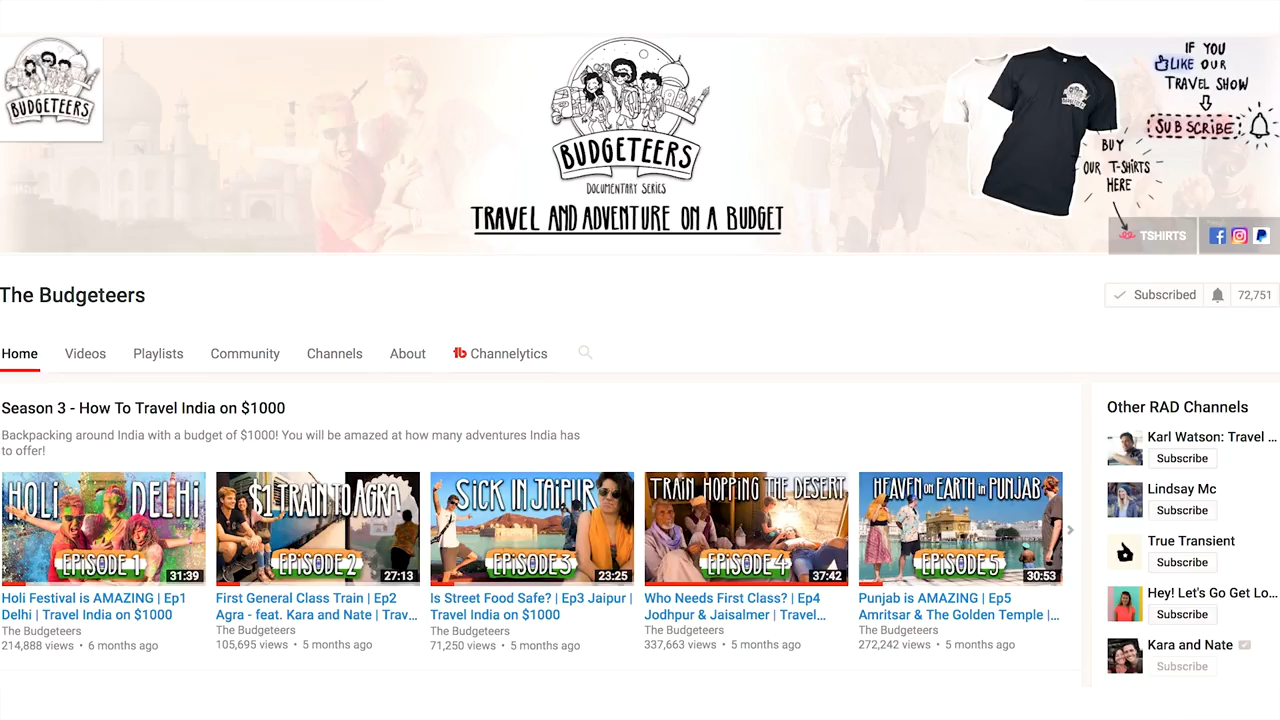 BUDGETEERS
BUDGETEERS
DOCUMENTARY SERIES
TRAVEL AND ADVENTURE ON A BUDGET
IF YOU
LIKE OUR
TRAVEL SHOW
SUBSCRIBE
BUY
OUR T-SHIRTS
HERE
TSHIRTS
The Budgeteers
Subscribed
72,751
Home
Videos
Playlists
Community
Channels
About
tb Channelytics
Season 3 - How To Travel India on $1000
Backpacking around India with a budget of $1000! You will be amazed at how many adventures India has
to offer!
HOLI DELHI
EPISODE 1
31:39
Holi Festival is AMAZING | Ep1
Delhi | Travel India on $1000
The Budgeteers
214,888 views • 6 months ago
$1 TRAIN TO AGRA
EPISODE 2
27:13
First General Class Train | Ep2
Agra - feat. Kara and Nate | Trav...
The Budgeteers
105,695 views • 5 months ago
SICK IN JAIPUR
EPISODE 3
23:25
Is Street Food Safe? | Ep3 Jaipur |
Travel India on $1000
The Budgeteers
71,250 views • 5 months ago
TRAIN HOPPING THE DESERT
EPISODE 4
37:42
Who Needs First Class? | Ep4
Jodhpur & Jaisalmer | Travel...
The Budgeteers
337,663 views • 5 months ago
HEAVEN ON EARTH IN PUNJAB
EPISODE 5
30:53
Punjab is AMAZING | Ep5
Amritsar & The Golden Temple |...
The Budgeteers
272,242 views • 5 months ago
Other RAD Channels
Karl Watson: Travel ...
Subscribe
Lindsay Mc
Subscribe
True Transient
Subscribe
Hey! Let's Go Get Lo...
Subscribe
Kara and Nate
Subscribe